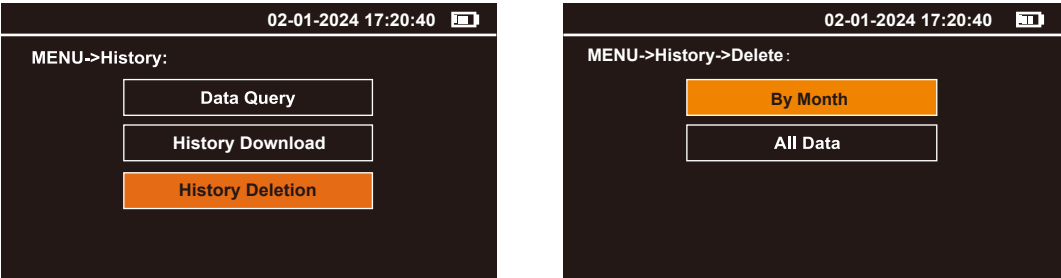 02-01-2024 17:20:40
MENU->History:
Data Query
History Download
History Deletion
02-01-2024 17:20:40
MENU->History->Delete:
By Month
All Data